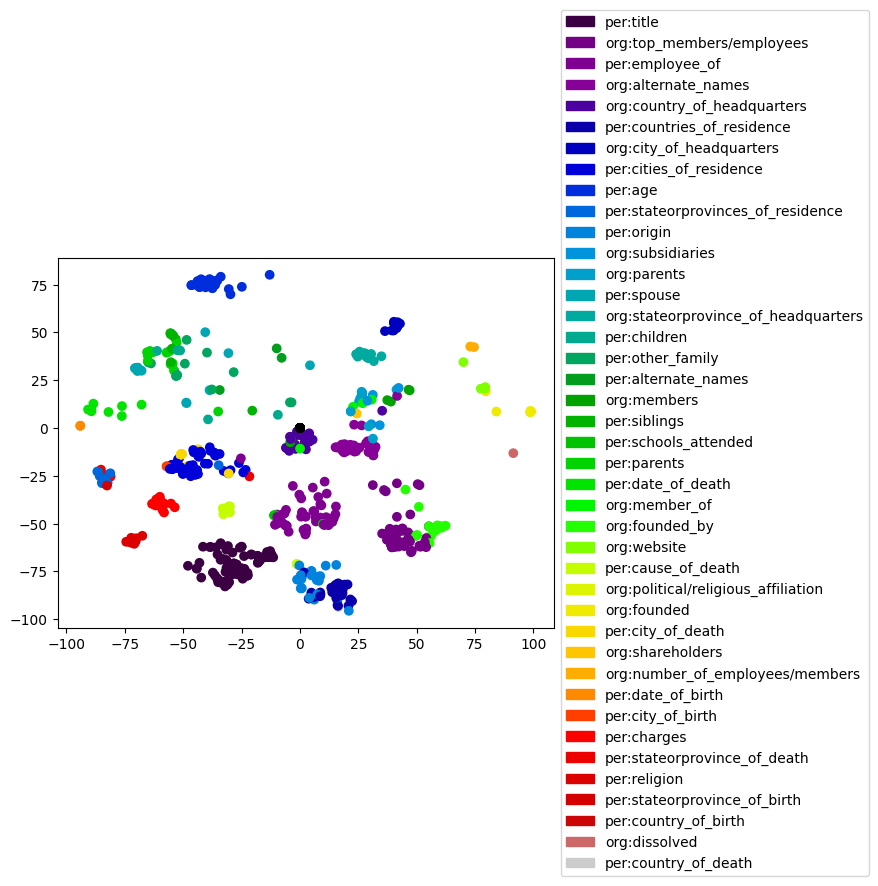 per:title
org:top_members/employees
per:employee_of
org:alternate_names
org:country_of_headquarters
per:countries_of_residence
org:city_of_headquarters
per:cities_of_residence
per:age
per:stateorprovinces_of_residence
per:origin
org:subsidiaries
org:parents
per:spouse
org:stateorprovince_of_headquarters
per:children
per:other_family
per:alternate_names
org:members
per:siblings
per:schools_attended
per:parents
per:date_of_death
org:member_of
org:founded_by
org:website
per:cause_of_death
org:political/religious_affiliation
org:founded
per:city_of_death
org:shareholders
org:number_of_employees/members
per:date_of_birth
per:city_of_birth
per:charges
per:stateorprovince_of_death
per:religion
per:stateorprovince_of_birth
per:country_of_birth
org:dissolved
per:country_of_death
75
50
25
0
−25
−50
−75
−100
−100 −75 −50 −25 0 25 50 75 100